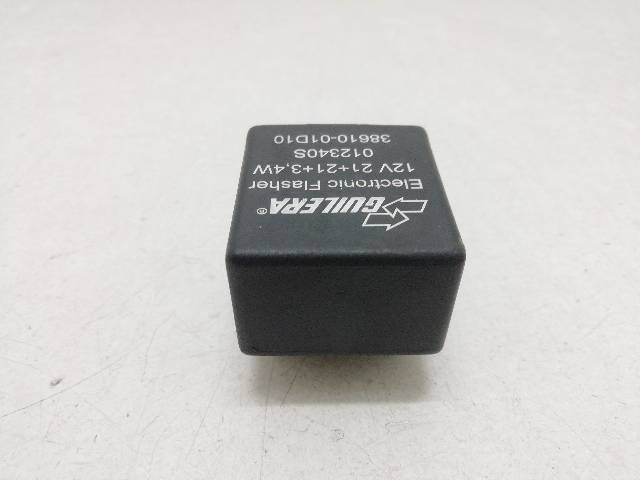 GUILERA®
Electronic Flasher
12V 21+21+3,4W
012340S
38610-01D10